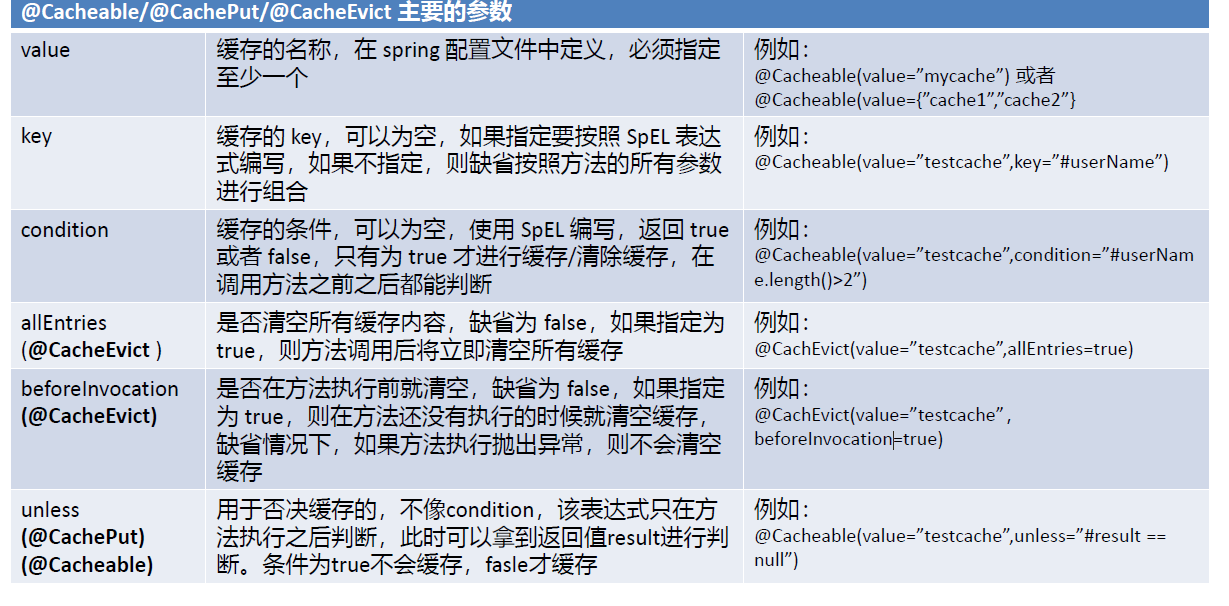 @Cacheable/@CachePut/@CacheEvict 主要的参数
value
缓存的名称，在 spring 配置文件中定义，必须指定
至少一个
例如：
@Cacheable(value=”mycache”) 或者
@Cacheable(value={”cache1”,”cache2”}
key
缓存的 key，可以为空，如果指定要按照 SpEL 表达
式编写，如果不指定，则缺省按照方法的所有参数
进行组合
例如：
@Cacheable(value=”testcache”,key=”#userName”)
condition
缓存的条件，可以为空，使用 SpEL 编写，返回 true
或者 false，只有为 true 才进行缓存/清除缓存，在
调用方法之前之后都能判断
例如：
@Cacheable(value=”testcache”,condition=”#userNam
e.length()>2”)
allEntries
(@CacheEvict )
是否清空所有缓存内容，缺省为 false，如果指定为
true，则方法调用后将立即清空所有缓存
例如：
@CachEvict(value=”testcache”,allEntries=true)
beforeInvocation
(@CacheEvict)
是否在方法执行前就清空，缺省为 false，如果指定
为 true，则在方法还没有执行的时候就清空缓存，
缺省情况下，如果方法执行抛出异常，则不会清空
缓存
例如：
@CachEvict(value=”testcache”，
beforeInvocation=true)
unless
(@CachePut)
(@Cacheable)
用于否决缓存的，不像condition，该表达式只在方
法执行之后判断，此时可以拿到返回值result进行判
断。条件为true不会缓存，fasle才缓存
例如：
@Cacheable(value=”testcache”,unless=”#result ==
null”)